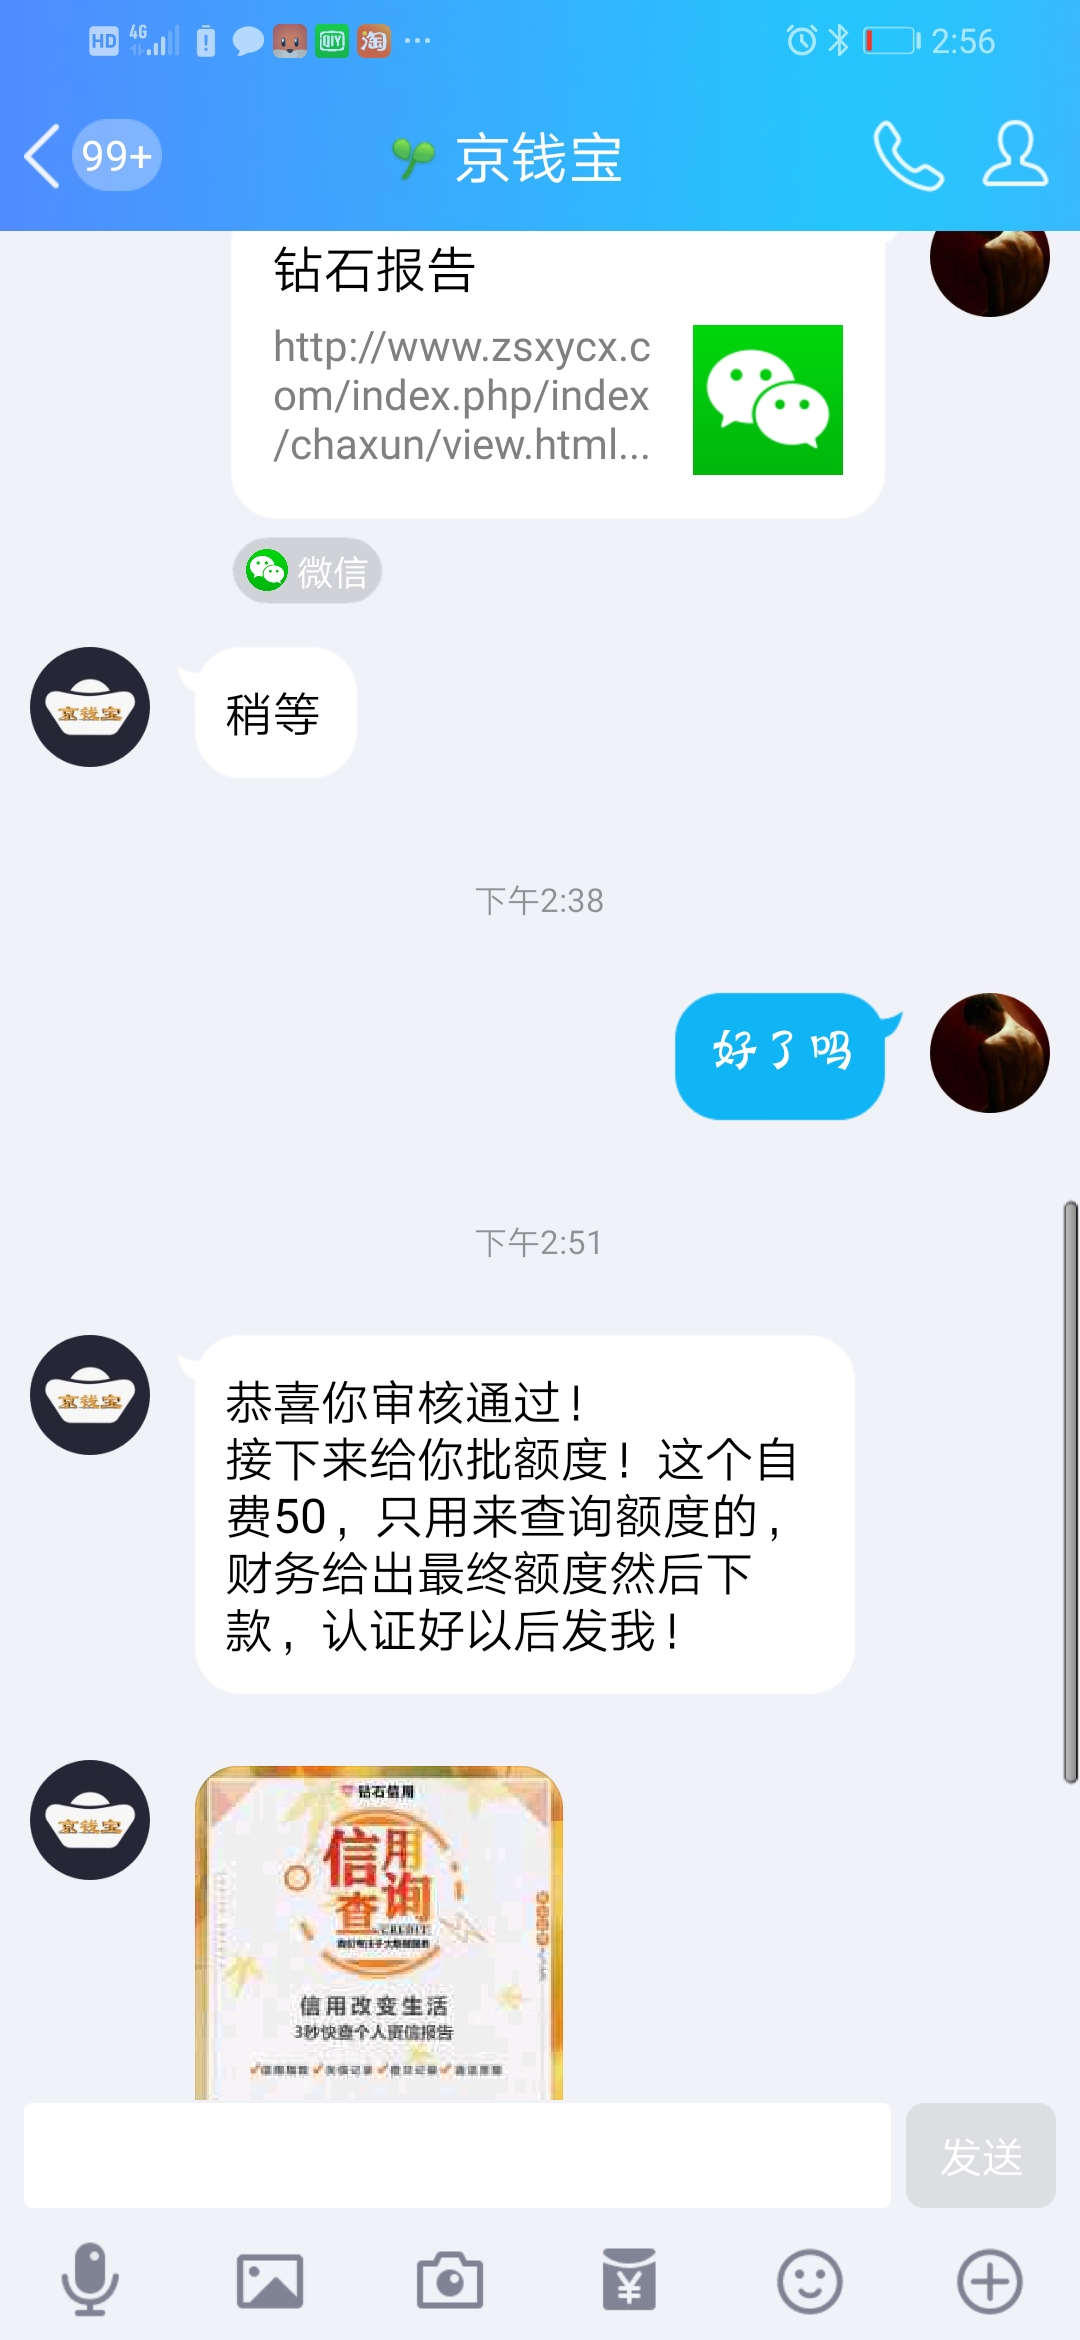 HD 4G QIY 淘 ... 2:56
99+ 京钱宝
钻石报告
http://www.zsxycx.c
om/index.php/index
/chaxun/view.html...
微信
京钱宝
稍等
下午2:38
好了吗
下午2:51
京钱宝
恭喜你审核通过！
接下来给你批额度！这个自
费50，只用来查询额度的，
财务给出最终额度然后下
款，认证好以后发我！
京钱宝
钻石信用
信用
查询
CREDIT
信用改变生活
3秒快查个人资信报告
发送